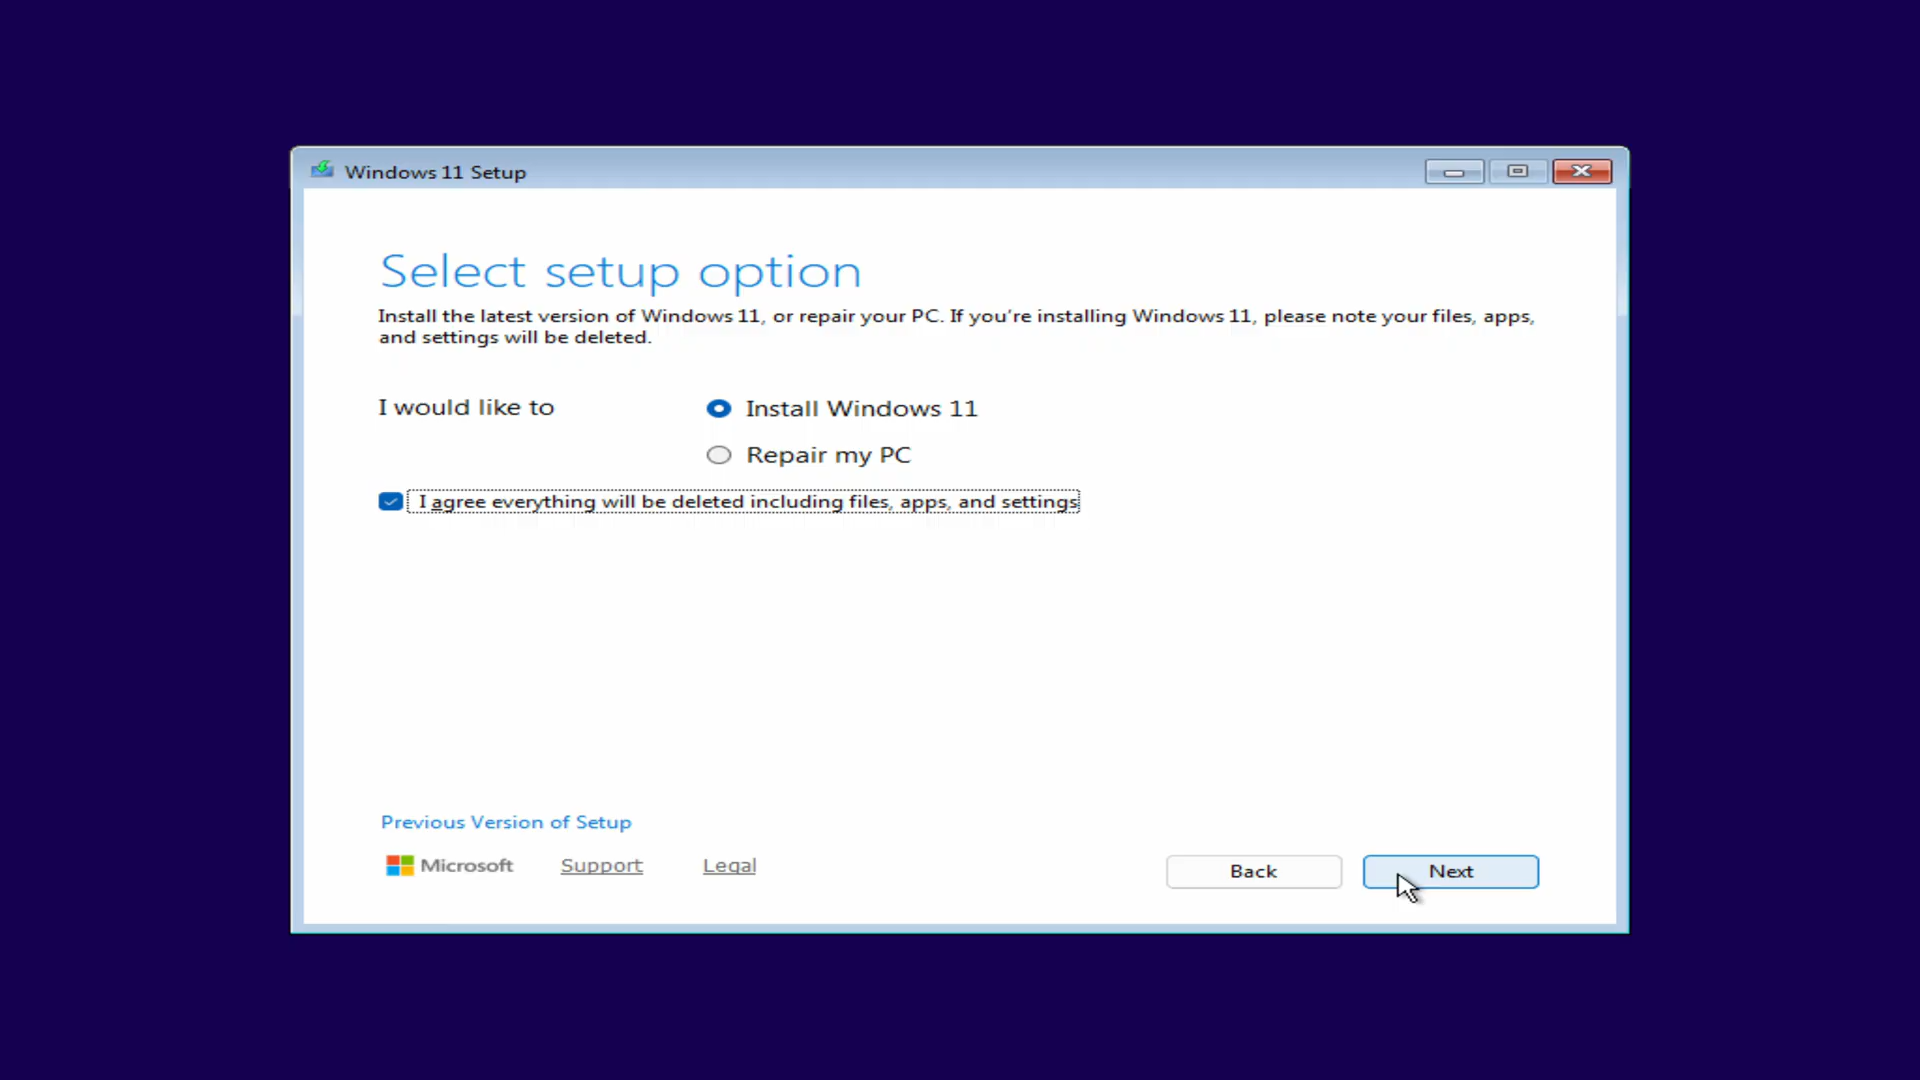 Windows 11 Setup
Select setup option
Install the latest version of Windows 11, or repair your PC. If you're installing Windows 11, please note your files, apps,
and settings will be deleted.
I would like to
Install Windows 11
Repair my PC
I agree everything will be deleted including files, apps, and settings
Previous Version of Setup
Microsoft Support Legal
Back Next